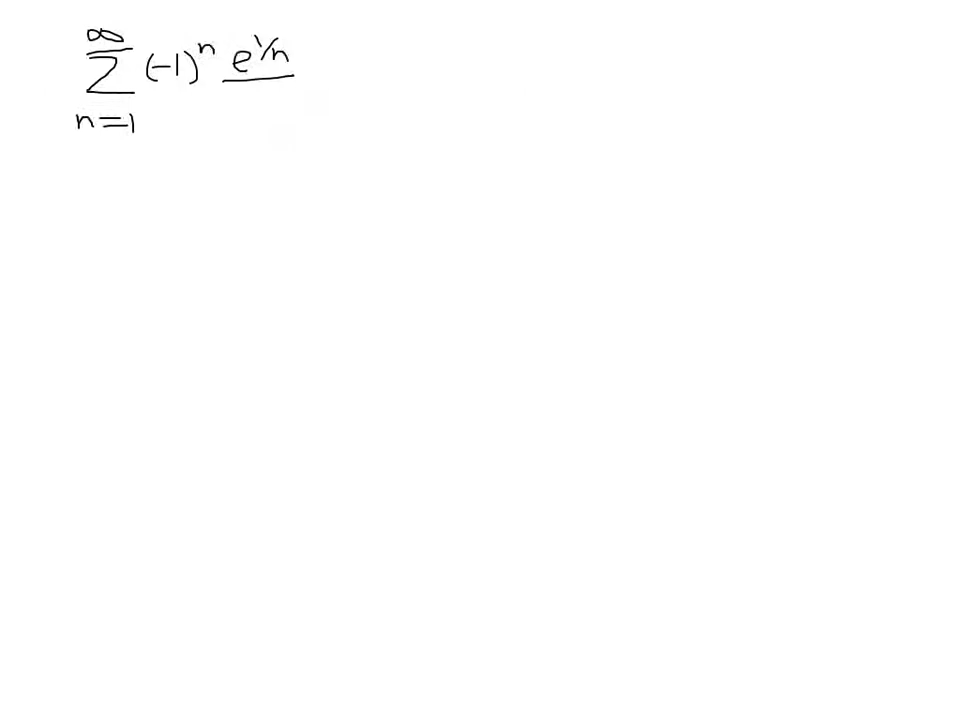 ∞
∑ (-1)^n e^{1/n}
n=1